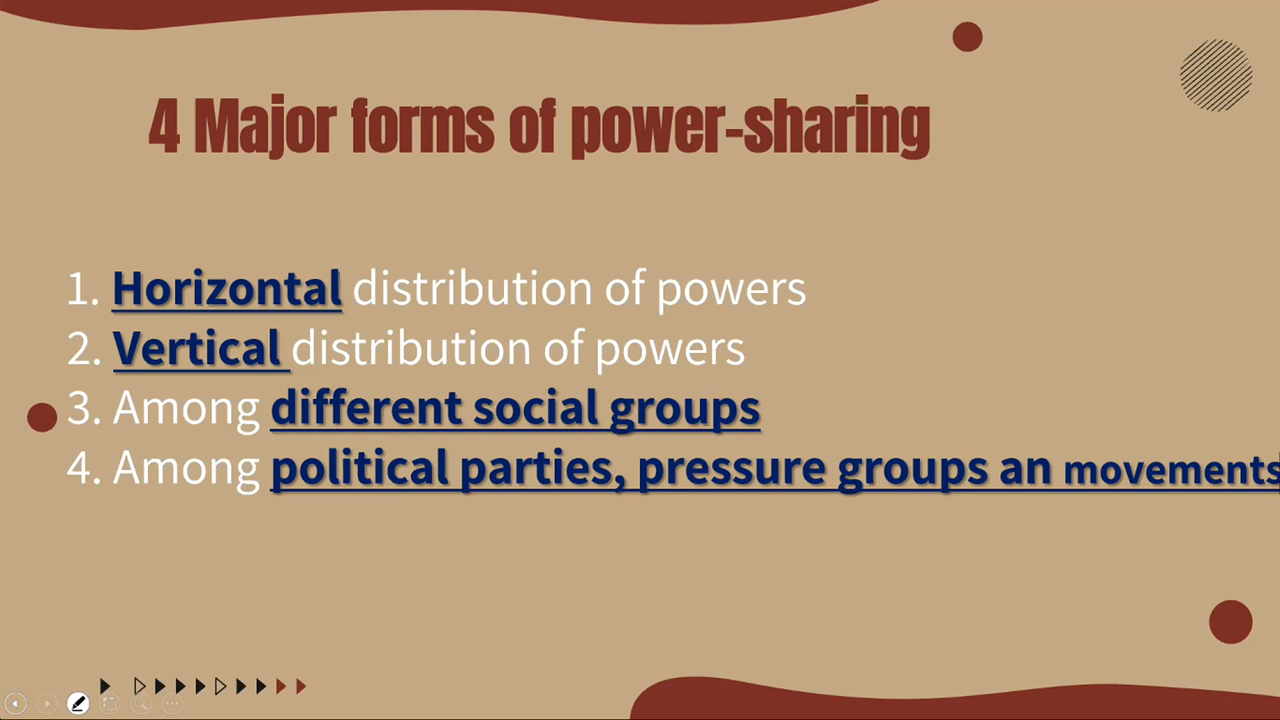 4 Major forms of power-sharing
1. Horizontal distribution of powers
2. Vertical distribution of powers
3. Among different social groups
4. Among political parties, pressure groups an movements